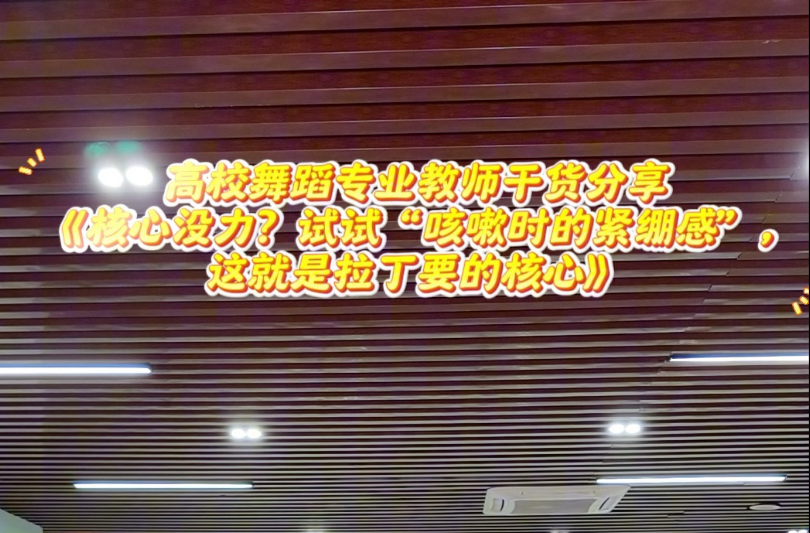 高校舞蹈专业教师干货分享
《核心没力？试试“咳嗽时的紧绷感”，
这就是拉丁要的核心》